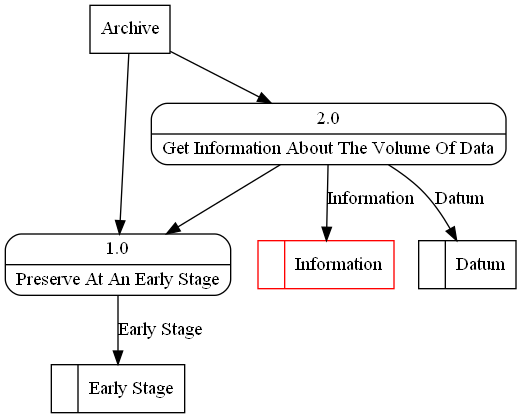 Archive
2.0
Get Information About The Volume Of Data
Information
Datum
1.0
Preserve At An Early Stage
Information
Datum
Early Stage
Early Stage